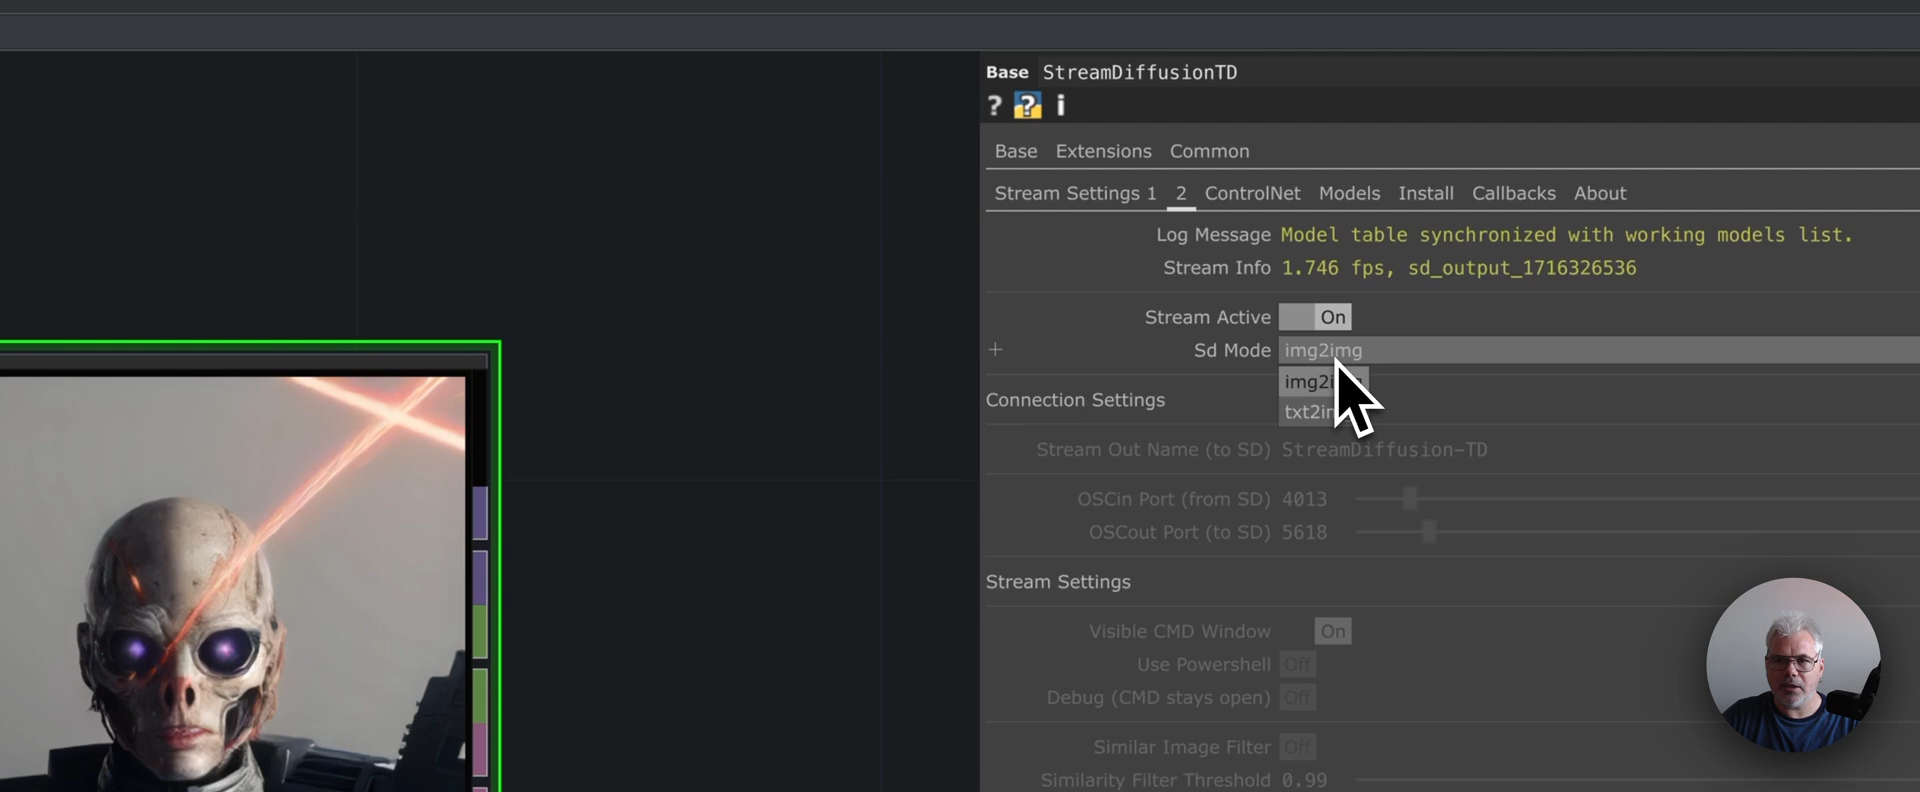 Base StreamDiffusionTD
? ? i
Base Extensions Common
Stream Settings 1 2 ControlNet Models Install Callbacks About
Log Message Model table synchronized with working models list.
Stream Info 1.746 fps, sd_output_1716326536
Stream Active On
+ Sd Mode img2img
Connection Settings
Stream Out Name (to SD) StreamDiffusion-TD
OSCin Port (from SD) 4013
OSCout Port (to SD) 5618
Stream Settings
Visible CMD Window On
Use Powershell Off
Debug (CMD stays open) Off
Similar Image Filter Off
Similarity Filter Threshold 0.99